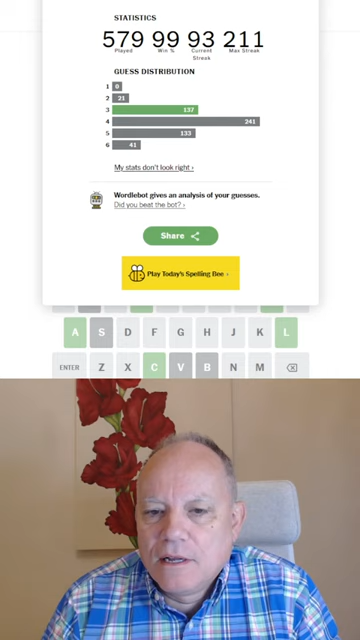 STATISTICS
579 99 93 211
Played Win % Current Streak Max Streak
GUESS DISTRIBUTION
1 0
2 21
3 137
4 241
5 133
6 41
My stats don't look right ›
Wordlebot gives an analysis of your guesses.
Did you beat the bot? ›
Share
Play Today's Spelling Bee ›
A S D F G H J K L
ENTER Z X C V B N M